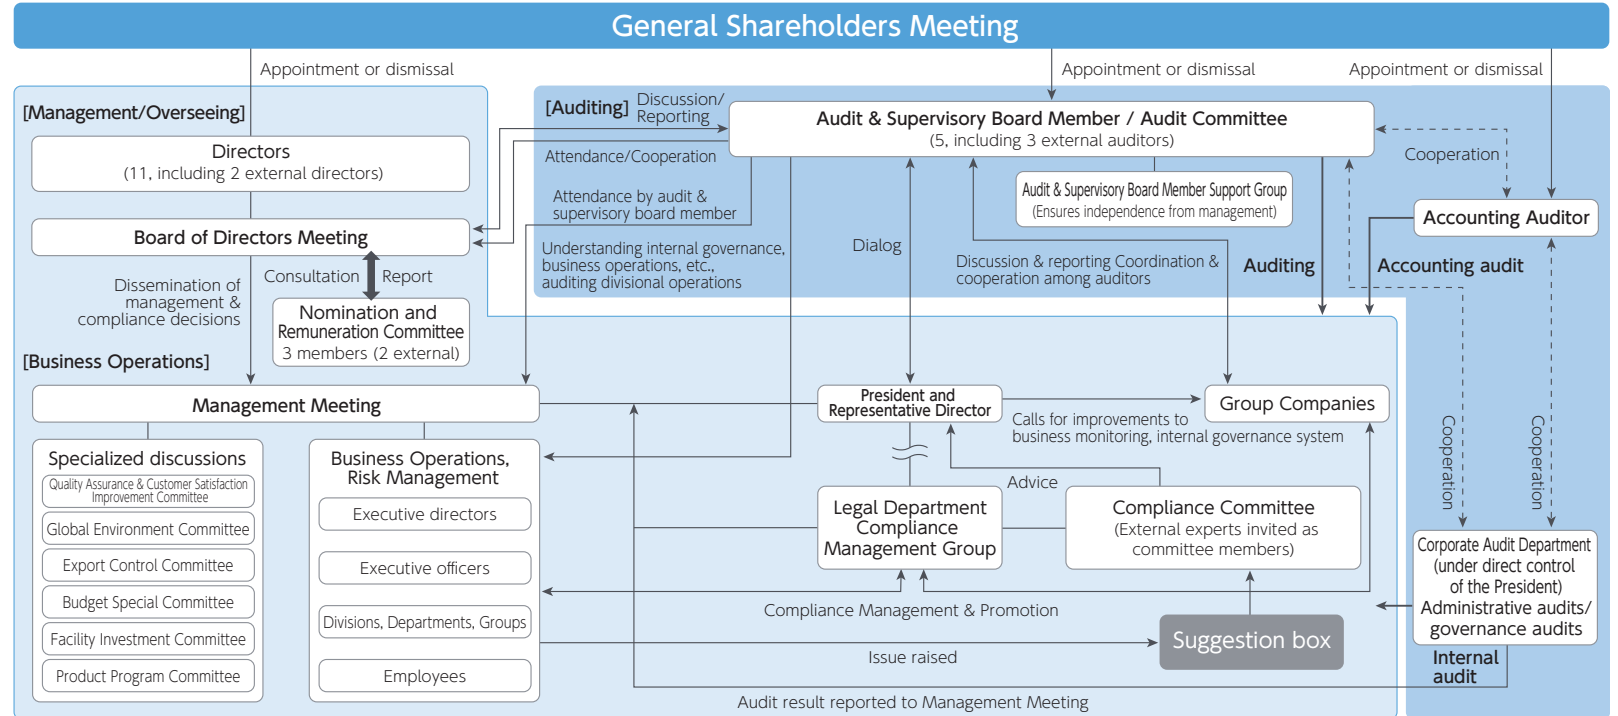 General Shareholders Meeting
Appointment or dismissal
Appointment or dismissal
Appointment or dismissal
[Management/Overseeing]
Directors
(11, including 2 external directors)
Board of Directors Meeting
Consultation
Report
Dissemination of
management &
compliance decisions
Nomination and
Remuneration Committee
3 members (2 external)
[Auditing]
Discussion/
Reporting
Attendance/Cooperation
Attendance by audit &
supervisory board member
Understanding internal governance,
business operations, etc.,
auditing divisional operations
Audit & Supervisory Board Member / Audit Committee
(5, including 3 external auditors)
Audit & Supervisory Board Member Support Group
(Ensures independence from management)
Dialog
Discussion & reporting Coordination &
cooperation among auditors
Auditing
Cooperation
Accounting Auditor
Accounting audit
[Business Operations]
Management Meeting
Specialized discussions
Quality Assurance & Customer Satisfaction
Improvement Committee
Global Environment Committee
Export Control Committee
Budget Special Committee
Facility Investment Committee
Product Program Committee
Business Operations,
Risk Management
Executive directors
Executive officers
Divisions, Departments, Groups
Employees
President and
Representative Director
Calls for improvements to
business monitoring, internal governance system
Group Companies
Advice
Legal Department
Compliance
Management Group
Compliance Committee
(External experts invited as
committee members)
Compliance Management & Promotion
Suggestion box
Issue raised
Audit result reported to Management Meeting
Cooperation
Cooperation
Corporate Audit Department
(under direct control
of the President)
Administrative audits/
governance audits
Internal
audit